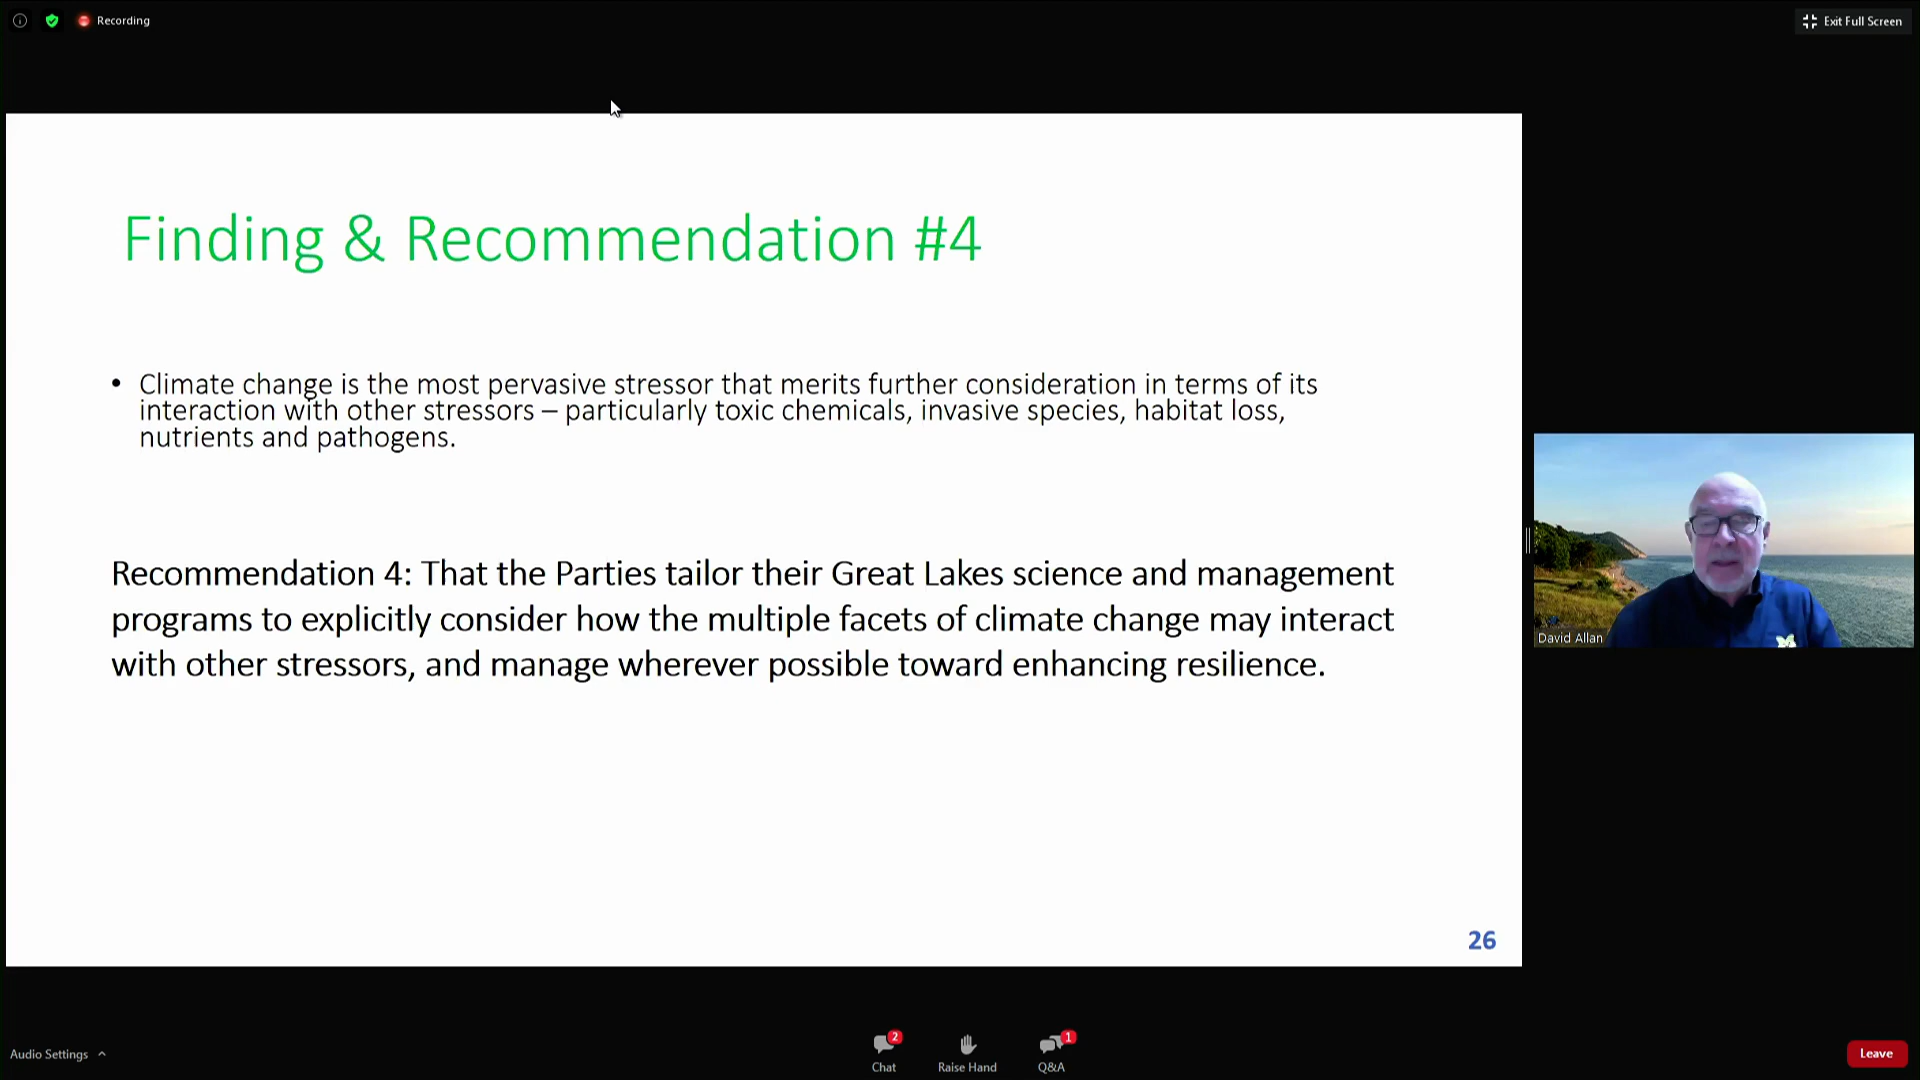 Recording
Exit Full Screen
Finding & Recommendation #4
• Climate change is the most pervasive stressor that merits further consideration in terms of its
interaction with other stressors – particularly toxic chemicals, invasive species, habitat loss,
nutrients and pathogens.
Recommendation 4: That the Parties tailor their Great Lakes science and management
programs to explicitly consider how the multiple facets of climate change may interact
with other stressors, and manage wherever possible toward enhancing resilience.
26
David Allan
Audio Settings
2
Chat
Raise Hand
1
Q&A
Leave